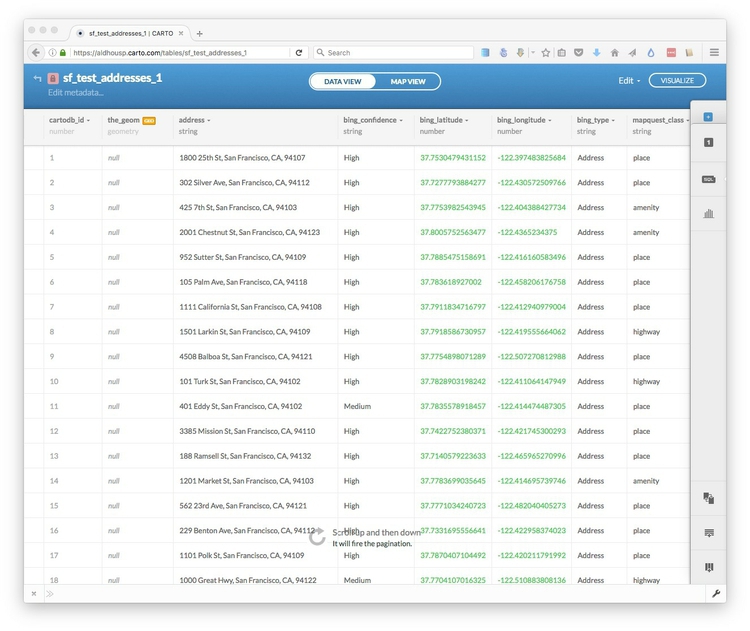 sf_test_addresses_1 | CARTO
https://aldhousp.carto.com/tables/sf_test_addresses_1
Search
sf_test_addresses_1
Edit metadata...
DATA VIEW MAP VIEW
Edit VISUALIZE
cartodb_id the_geom GEO address bing_confidence bing_latitude bing_longitude bing_type mapquest_class
number geometry string string number number string string
1 null 1800 25th St, San Francisco, CA, 94107 High 37.7530479431152 -122.397483825684 Address place
2 null 302 Silver Ave, San Francisco, CA, 94112 High 37.7277793884277 -122.430572509766 Address place
3 null 425 7th St, San Francisco, CA, 94103 High 37.7753982543945 -122.404388427734 Address amenity
4 null 2001 Chestnut St, San Francisco, CA, 94123 High 37.8005752563477 -122.4365234375 Address amenity
5 null 952 Sutter St, San Francisco, CA, 94109 High 37.7885475158691 -122.416160583496 Address place
6 null 105 Palm Ave, San Francisco, CA, 94118 High 37.783618927002 -122.458206176758 Address place
7 null 1111 California St, San Francisco, CA, 94108 High 37.7911834716797 -122.412940979004 Address place
8 null 1501 Larkin St, San Francisco, CA, 94109 High 37.7918586730957 -122.419555664062 Address highway
9 null 4508 Balboa St, San Francisco, CA, 94121 High 37.7754898071289 -122.507270812988 Address place
10 null 101 Turk St, San Francisco, CA, 94102 High 37.7828903198242 -122.411064147949 Address highway
11 null 401 Eddy St, San Francisco, CA, 94102 Medium 37.7835578918457 -122.414474487305 Address place
12 null 3385 Mission St, San Francisco, CA, 94110 High 37.7422752380371 -122.421745300293 Address place
13 null 188 Ramsell St, San Francisco, CA, 94132 High 37.7140579223633 -122.465965270996 Address place
14 null 1201 Market St, San Francisco, CA, 94103 High 37.7783699035645 -122.414695739746 Address amenity
15 null 562 23rd Ave, San Francisco, CA, 94121 High 37.7771034240723 -122.482040405273 Address place
16 null 229 Benton Ave, San Francisco, CA, 94112 High 37.7331695556641 -122.422958374023 Address place
Scroll up and then down
It will fire the pagination.
17 null 1101 Polk St, San Francisco, CA, 94109 High 37.7870407104492 -122.420211791992 Address place
18 null 1000 Great Hwy, San Francisco, CA, 94122 Medium 37.7704107016325 -122.510883808136 Address highway
1
SQL